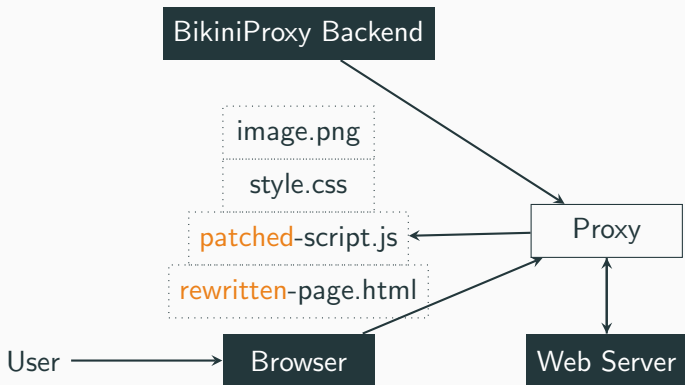 BikiniProxy Backend
image.png
style.css
patched-script.js
Proxy
rewritten-page.html
User
Browser
Web Server